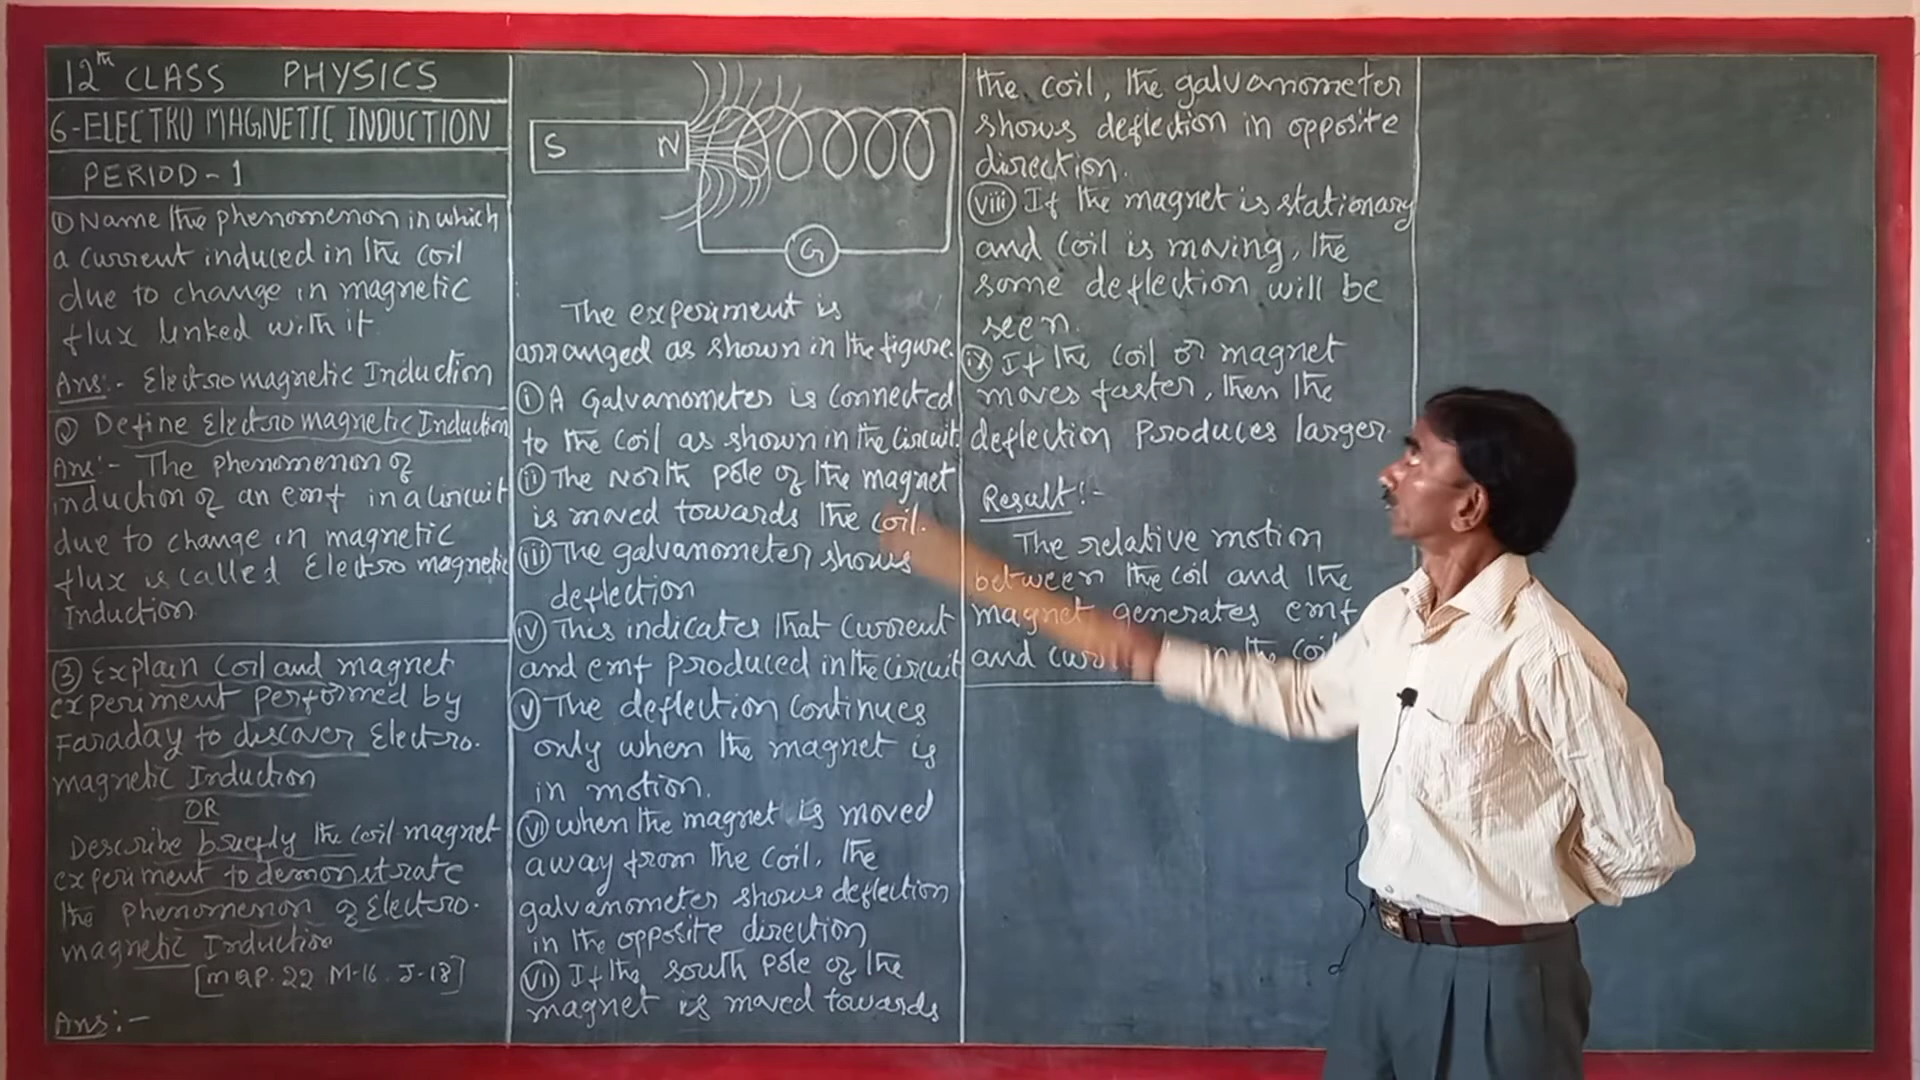 12th CLASS PHYSICS
6-ELECTRO MAGNETIC INDUCTION
PERIOD-1
① Name the phenomenon in which
a current induced in the coil
due to change in magnetic
flux linked with it
Ans:- Electromagnetic Induction
Q Define Electromagnetic Induction
Ans:- The phenomenon of
induction of an emf in a circuit
due to change in magnetic
flux is called Electromagnetic
Induction
③ Explain coil and magnet
experiment performed by
Faraday to discover Electro-
magnetic Induction
OR
Describe briefly the coil-magnet
experiment to demonstrate
the phenomenon of Electro-
magnetic Induction
[MQP. 22 M-16. J-18]
Ans:-
S N
G
The experiment is
arranged as shown in the figure.
i) A Galvanometer is connected
to the coil as shown in the circuit.
ii) The North pole of the magnet
is moved towards the coil.
iii) The galvanometer shows
deflection
iv) This indicates that current
and emf produced in the circuit
v) The deflection continues
only when the magnet is
in motion.
vi) when the magnet is moved
away from the coil, the
galvanometer shows deflection
in the opposite direction
vii) If the south pole of the
magnet is moved towards
the coil, the galvanometer
shows deflection in opposite
direction.
viii) If the magnet is stationary
and coil is moving, the
same deflection will be
seen.
ix) If the coil or magnet
moves faster, then the
deflection produces larger.
Result:-
The relative motion
between the coil and the
magnet generates emf
and in the coil